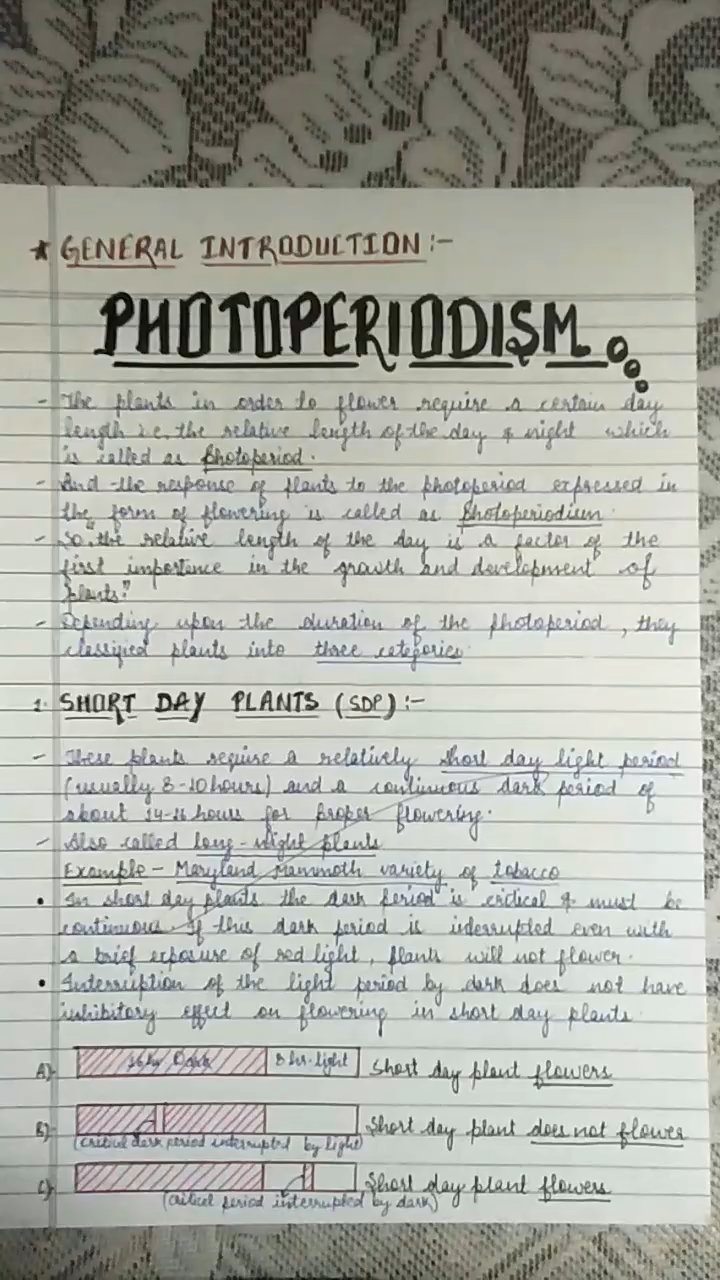 * GENERAL INTRODUCTION :-
PHOTOPERIODISM
- The plants in order to flower require a certain day
length i.e. the relative length of the day & night which
is called as Photoperiod.
- And the response of plants to the photoperiod expressed in
the form of flowering is called as Photoperiodism.
- So, "the relative length of the day is a factor of the
first importence in the growth and development of
plants."
- Depending upon the duration of the photoperiod, they
classified plants into three categories
1. SHORT DAY PLANTS (SDP) :-
- These plants require a relatively short day light period
(usually 8-10 hours) and a continuous dark period of
about 14-16 hours for proper flowering.
- Also called long-night plants
Example - Maryland Mammoth variety of tobacco
• In short day plants the dark period is critical & must be
continuous. If this dark period is interrupted even with
a brief exposure of red light, plants will not flower.
• Interruption of the light period by dark does not have
inhibitory effect on flowering in short day plants.
A) 16 hr Dark 8 hr. light Short day plant flowers
B) Short day plant does not flower
(critical dark period interrupted by light)
C) Short day plant flowers
(critical period interrupted by dark)